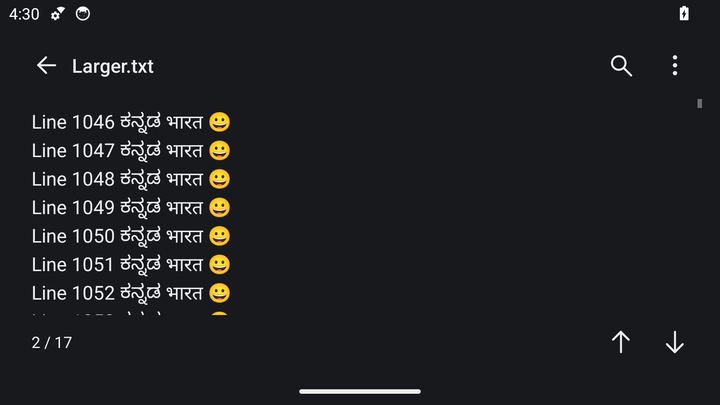 4:30
Larger.txt
Line 1046 ಕನ್ನಡ भारत 😀
Line 1047 ಕನ್ನಡ भारत 😀
Line 1048 ಕನ್ನಡ भारत 😀
Line 1049 ಕನ್ನಡ भारत 😀
Line 1050 ಕನ್ನಡ भारत 😀
Line 1051 ಕನ್ನಡ भारत 😀
Line 1052 ಕನ್ನಡ भारत 😀
2 / 17